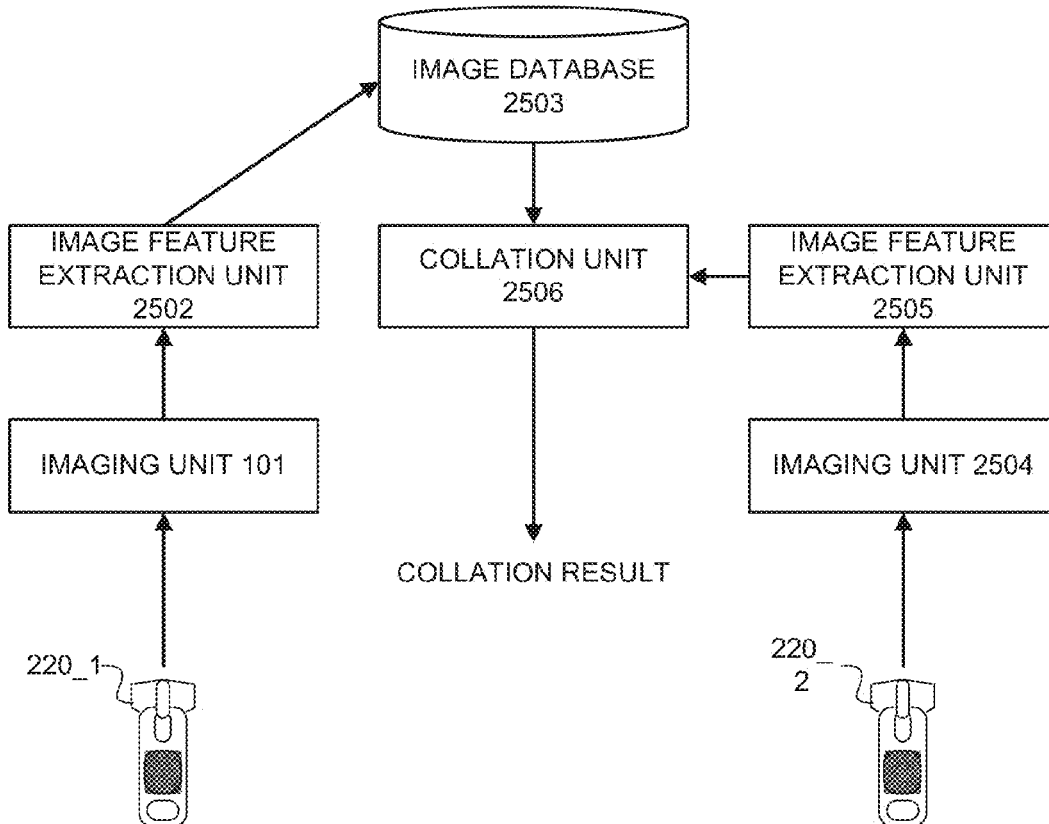 IMAGE DATABASE
2503
IMAGE FEATURE
EXTRACTION UNIT
2502
COLLATION UNIT
2506
IMAGE FEATURE
EXTRACTION UNIT
2505
IMAGING UNIT 101
IMAGING UNIT 2504
COLLATION RESULT
220_1
220_
2